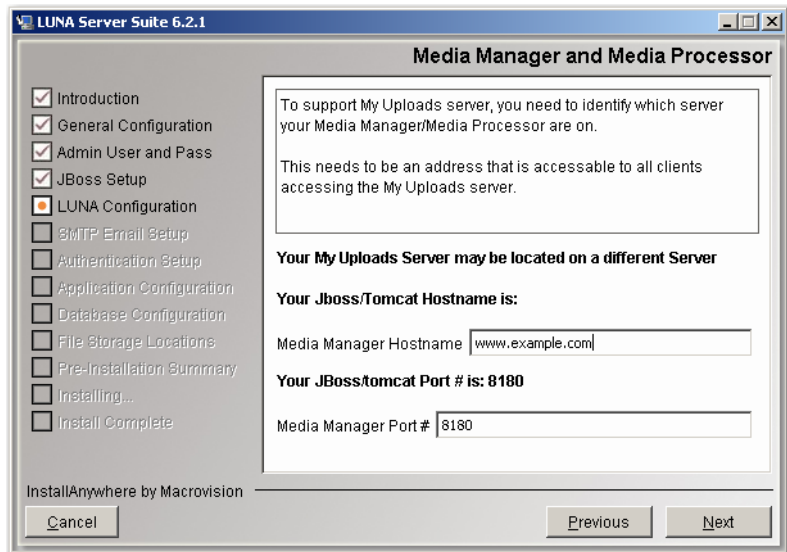 LUNA Server Suite 6.2.1
Media Manager and Media Processor
Introduction
General Configuration
Admin User and Pass
JBoss Setup
LUNA Configuration
SMTP Email Setup
Authentication Setup
Application Configuration
Database Configuration
File Storage Locations
Pre-Installation Summary
Installing...
Install Complete
To support My Uploads server, you need to identify which server
your Media Manager/Media Processor are on.
This needs to be an address that is accessable to all clients
accessing the My Uploads server.
Your My Uploads Server may be located on a different Server
Your Jboss/Tomcat Hostname is:
Media Manager Hostname www.example.com
Your JBoss/tomcat Port # is: 8180
Media Manager Port # 8180
InstallAnywhere by Macrovision
Cancel
Previous
Next